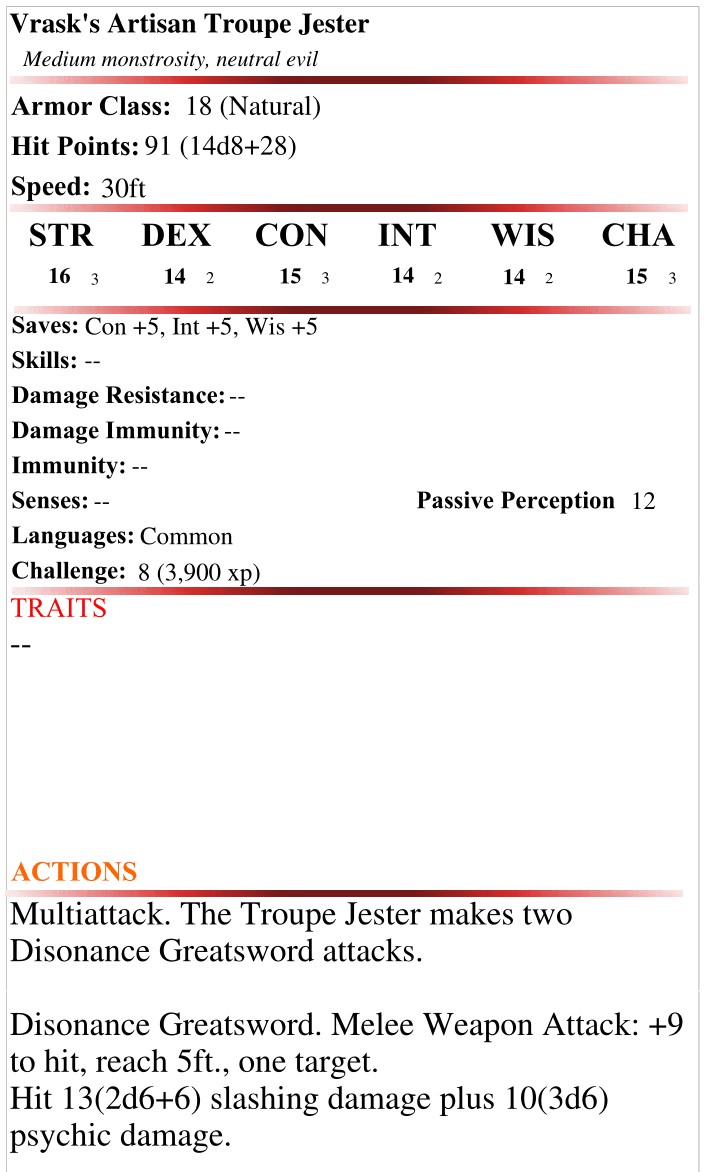 Vrask's Artisan Troupe Jester
Medium monstrosity, neutral evil
Armor Class: 18 (Natural)
Hit Points: 91 (14d8+28)
Speed: 30ft
STR DEX CON INT WIS CHA
16 3 14 2 15 3 14 2 14 2 15 3
Saves: Con +5, Int +5, Wis +5
Skills: --
Damage Resistance: --
Damage Immunity: --
Immunity: --
Senses: -- Passive Perception 12
Languages: Common
Challenge: 8 (3,900 xp)
TRAITS
--
ACTIONS
Multiattack. The Troupe Jester makes two
Disonance Greatsword attacks.
Disonance Greatsword. Melee Weapon Attack: +9
to hit, reach 5ft., one target.
Hit 13(2d6+6) slashing damage plus 10(3d6)
psychic damage.